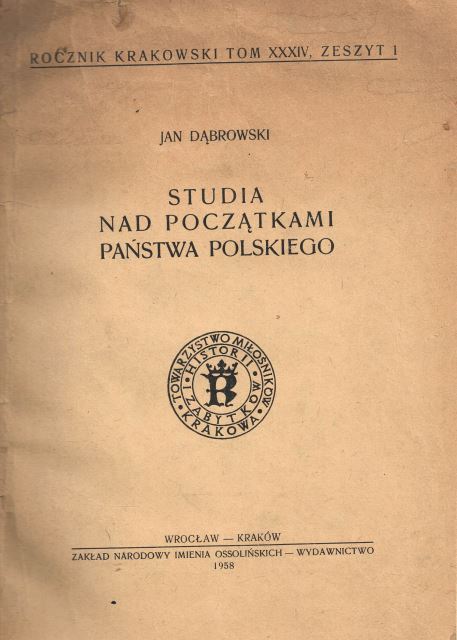 ROCZNIK KRAKOWSKI TOM XXXIV, ZESZYT 1
JAN DĄBROWSKI
STUDIA
NAD POCZĄTKAMI
PAŃSTWA POLSKIEGO
TOWARZYSTWO MIŁOŚNIKÓW
• HISTORII •
I ZABYTKÓW
• KRAKOWA •
R
WROCŁAW — KRAKÓW
ZAKŁAD NARODOWY IMIENIA OSSOLIŃSKICH — WYDAWNICTWO
1958